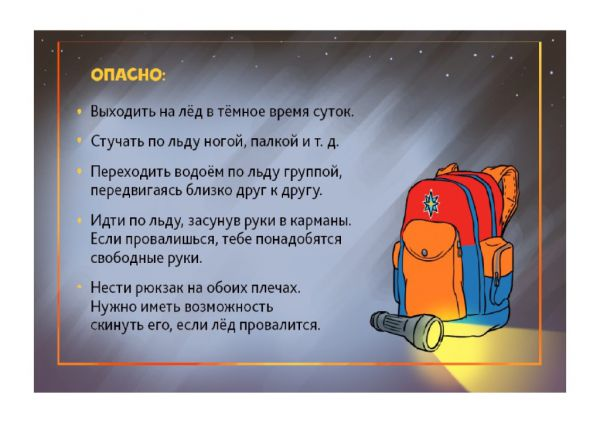 ОПАСНО:
• Выходить на лёд в тёмное время суток.
• Стучать по льду ногой, палкой и т. д.
• Переходить водоём по льду группой,
передвигаясь близко друг к другу.
• Идти по льду, засунув руки в карманы.
Если провалишься, тебе понадобятся
свободные руки.
• Нести рюкзак на обоих плечах.
Нужно иметь возможность
скинуть его, если лёд провалится.